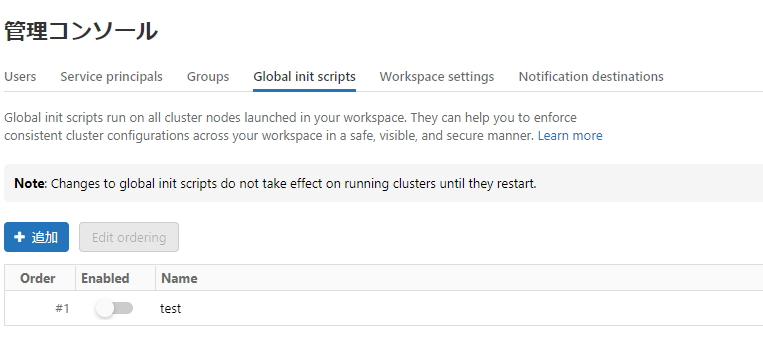 管理コンソール
Users Service principals Groups Global init scripts Workspace settings Notification destinations
Global init scripts run on all cluster nodes launched in your workspace. They can help you to enforce
consistent cluster configurations across your workspace in a safe, visible, and secure manner. Learn more
Note: Changes to global init scripts do not take effect on running clusters until they restart.
+ 追加 Edit ordering
Order Enabled Name
#1 test